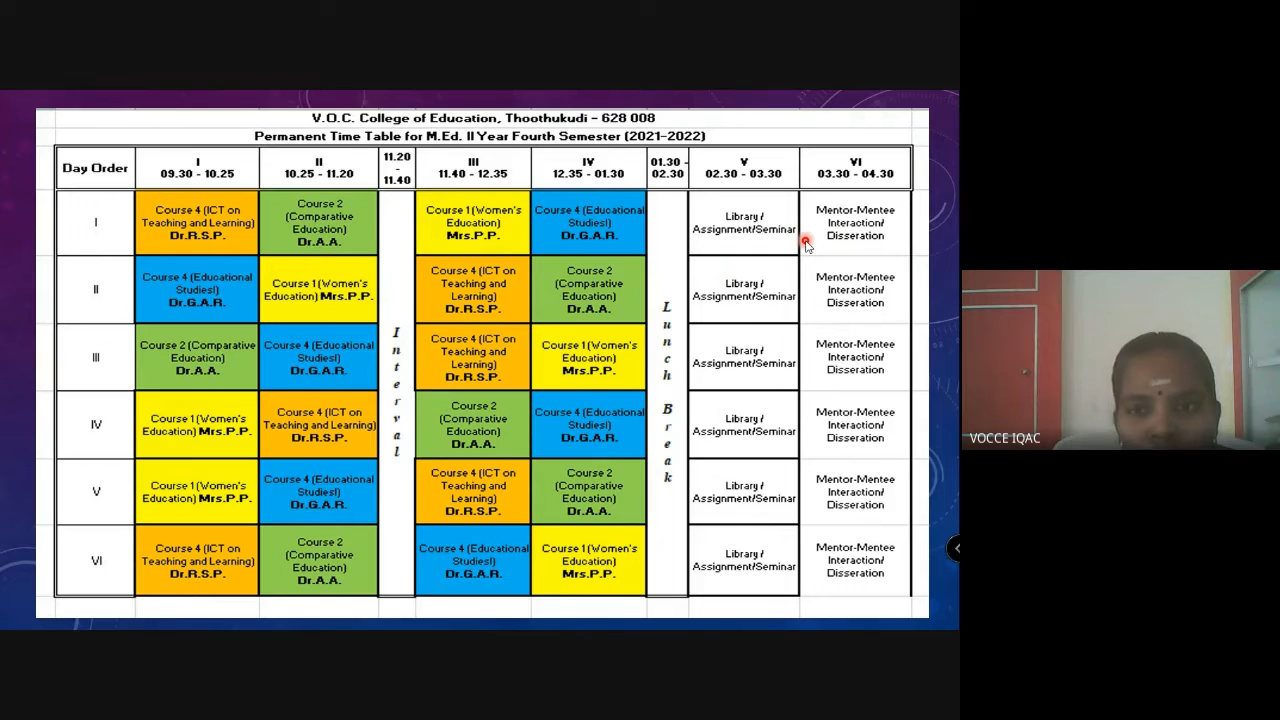 V.O.C. College of Education, Thoothukudi - 628 008
Permanent Time Table for M.Ed. II Year Fourth Semester (2021-2022)
Day Order
I
09.30 - 10.25
II
10.25 - 11.20
11.20
-
11.40
III
11.40 - 12.35
IV
12.35 - 01.30
01.30 -
02.30
V
02.30 - 03.30
VI
03.30 - 04.30
I
Course 4 (ICT on
Teaching and Learning)
Dr.R.S.P.
Course 2
(Comparative
Education)
Dr.A.A.
Interval
Course 1(Women's
Education)
Mrs.P.P.
Course 4 (Educational
StudiesI)
Dr.G.A.R.
Lunch Break
Library /
Assignment/Seminar
Mentor-Mentee
Interaction/
Disseration
II
Course 4 (Educational
StudiesI)
Dr.G.A.R.
Course 1(Women's
Education) Mrs.P.P.
Course 4 (ICT on
Teaching and
Learning)
Dr.R.S.P.
Course 2
(Comparative
Education)
Dr.A.A.
Library /
Assignment/Seminar
Mentor-Mentee
Interaction/
Disseration
III
Course 2 (Comparative
Education)
Dr.A.A.
Course 4 (Educational
StudiesI)
Dr.G.A.R.
Course 4 (ICT on
Teaching and
Learning)
Dr.R.S.P.
Course 1(Women's
Education)
Mrs.P.P.
Library /
Assignment/Seminar
Mentor-Mentee
Interaction/
Disseration
IV
Course 1(Women's
Education) Mrs.P.P.
Course 4 (ICT on
Teaching and Learning)
Dr.R.S.P.
Course 2
(Comparative
Education)
Dr.A.A.
Course 4 (Educational
StudiesI)
Dr.G.A.R.
Library /
Assignment/Seminar
Mentor-Mentee
Interaction/
Disseration
V
Course 1(Women's
Education) Mrs.P.P.
Course 4 (Educational
StudiesI)
Dr.G.A.R.
Course 4 (ICT on
Teaching and
Learning)
Dr.R.S.P.
Course 2
(Comparative
Education)
Dr.A.A.
Library /
Assignment/Seminar
Mentor-Mentee
Interaction/
Disseration
VI
Course 4 (ICT on
Teaching and Learning)
Dr.R.S.P.
Course 2
(Comparative
Education)
Dr.A.A.
Course 4 (Educational
StudiesI)
Dr.G.A.R.
Course 1(Women's
Education)
Mrs.P.P.
Library /
Assignment/Seminar
Mentor-Mentee
Interaction/
Disseration
VOCCE IQAC